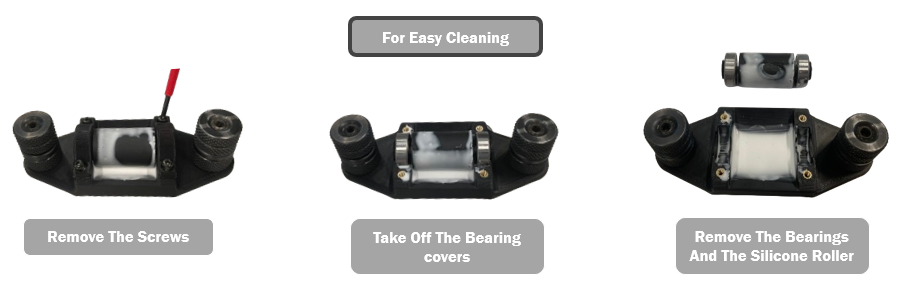 For Easy Cleaning
Remove The Screws
Take Off The Bearing
covers
Remove The Bearings
And The Silicone Roller